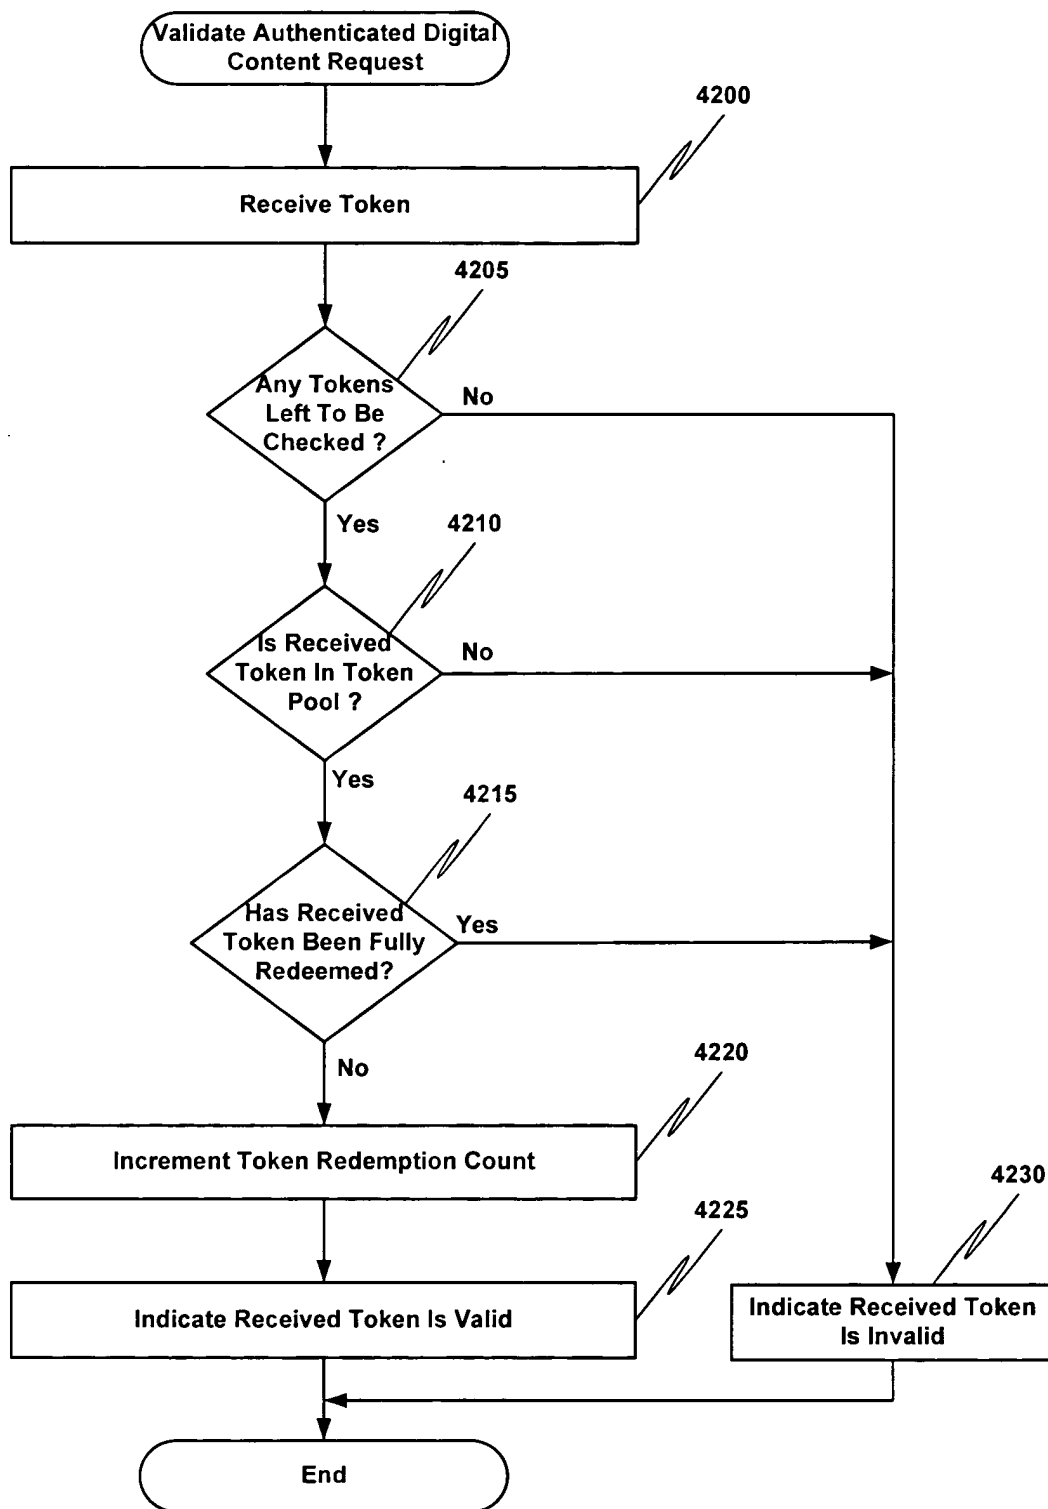 Validate Authenticated Digital
Content Request
4200
Receive Token
4205
Any Tokens
Left To Be
Checked ?
No
Yes
4210
Is Received
Token In Token
Pool ?
No
Yes
4215
Has Received
Token Been Fully
Redeemed?
Yes
No
4220
Increment Token Redemption Count
4225
4230
Indicate Received Token Is Valid
Indicate Received Token
Is Invalid
End